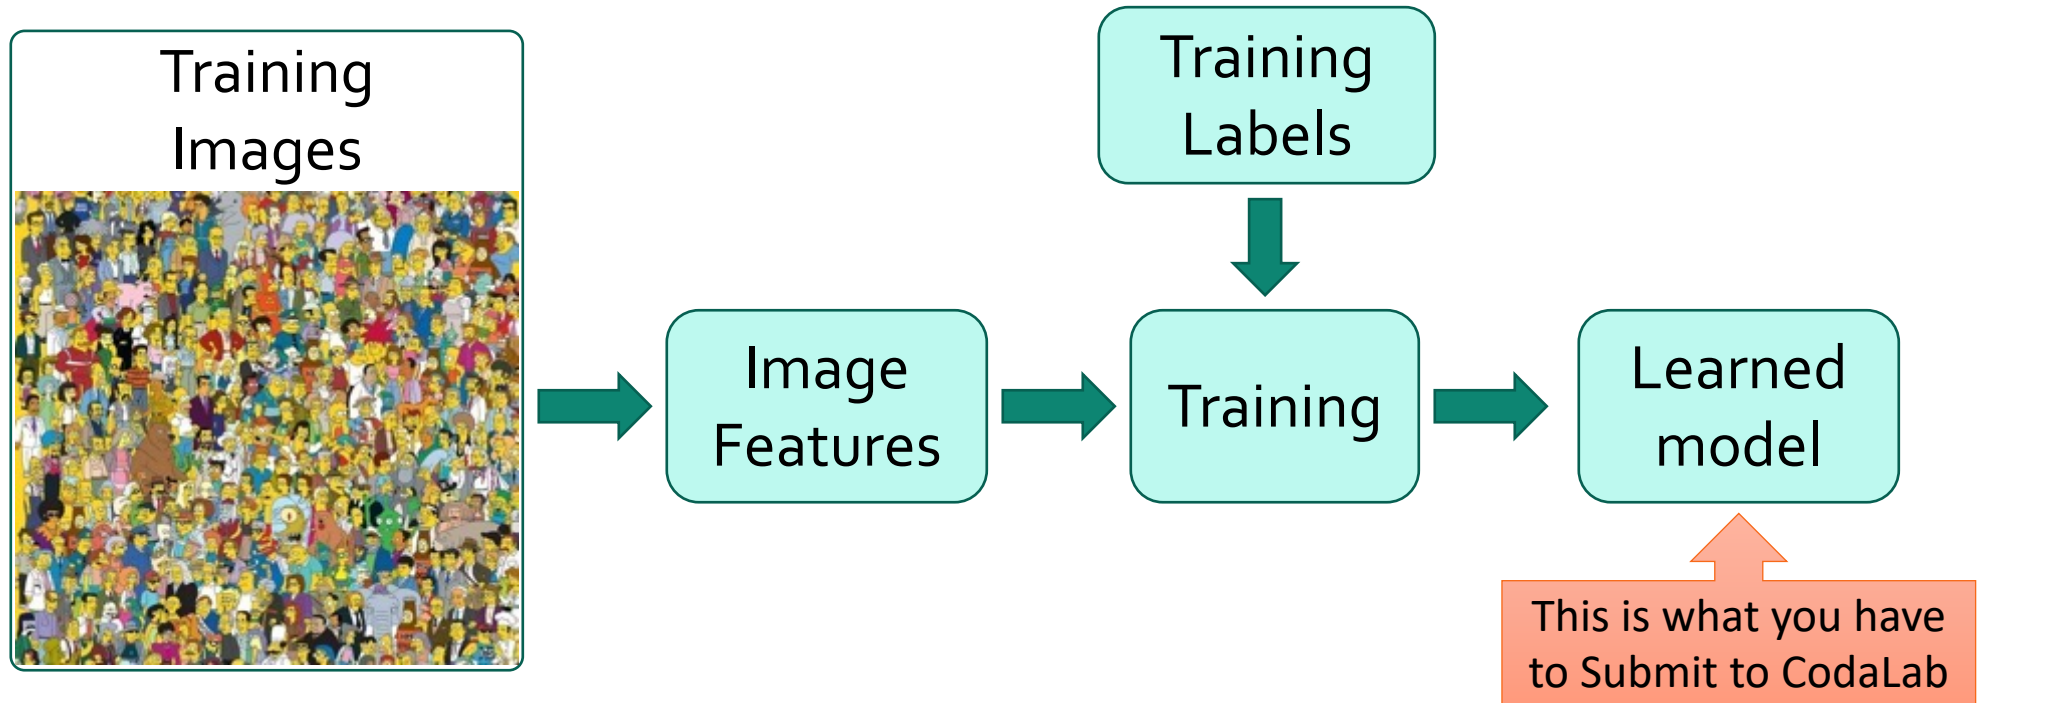 Training
Images
Training
Labels
Image
Features
Training
Learned
model
This is what you have
to Submit to CodaLab